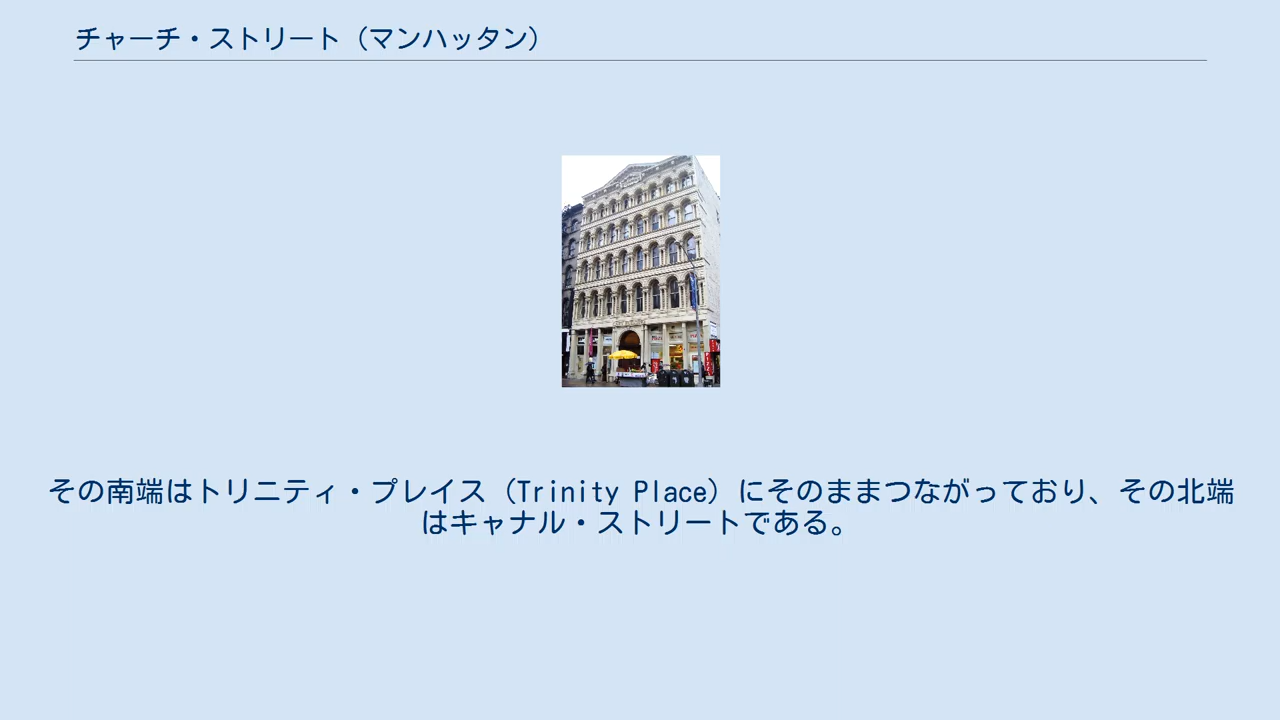 チャーチ・ストリート（マンハッタン）
その南端はトリニティ・プレイス（Trinity Place）にそのままつながっており、その北端
はキャナル・ストリートである。